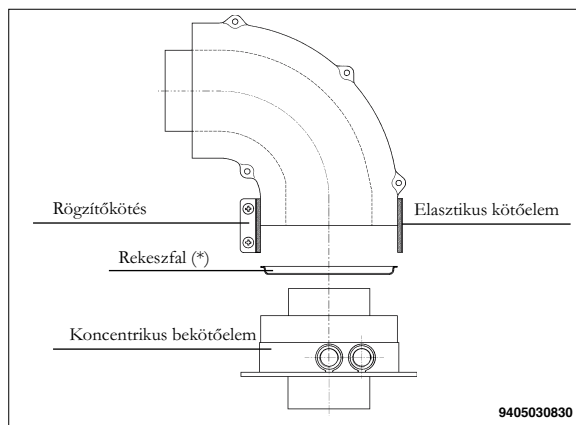 Rögzítőkötés
Elasztikus kötőelem
Rekeszfal (*)
Koncentrikus bekötőelem
9405030830